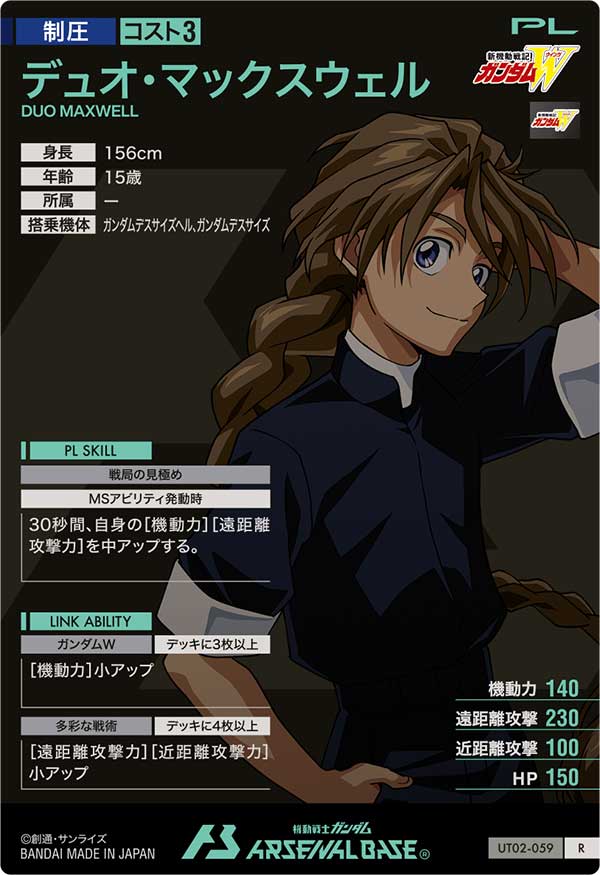 制圧 コスト3 PL
デュオ・マックスウェル
DUO MAXWELL
新機動戦記 ガンダムW ウイング
ガンダムW
身長 156cm
年齢 15歳
所属 ー
搭乗機体 ガンダムデスサイズヘル、ガンダムデスサイズ
PL SKILL
戦局の見極め
MSアビリティ発動時
30秒間、自身の[機動力][遠距離
攻撃力]を中アップする。
LINK ABILITY
ガンダムW デッキに3枚以上
[機動力]小アップ
多彩な戦術 デッキに4枚以上
[遠距離攻撃力][近距離攻撃力]
小アップ
機動力 140
遠距離攻撃 230
近距離攻撃 100
HP 150
©創通・サンライズ
BANDAI MADE IN JAPAN
機動戦士ガンダム
ARSENAL BASE®
UT02-059 R